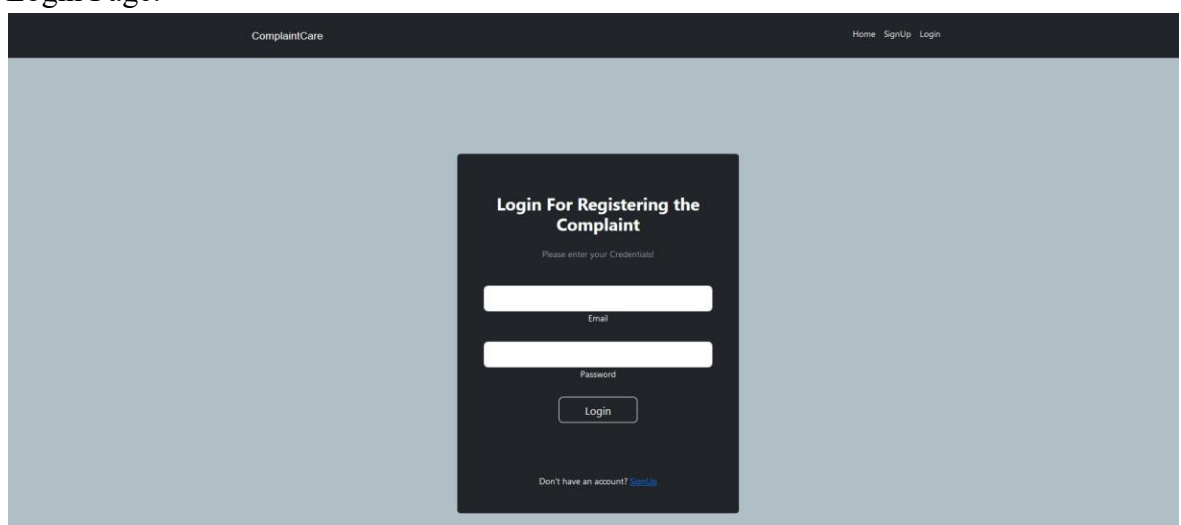 Login Page:
ComplaintCare
Home SignUp Login
Login For Registering the
Complaint
Please enter your Credentials!
Email
Password
Login
Don't have an account? SignUp